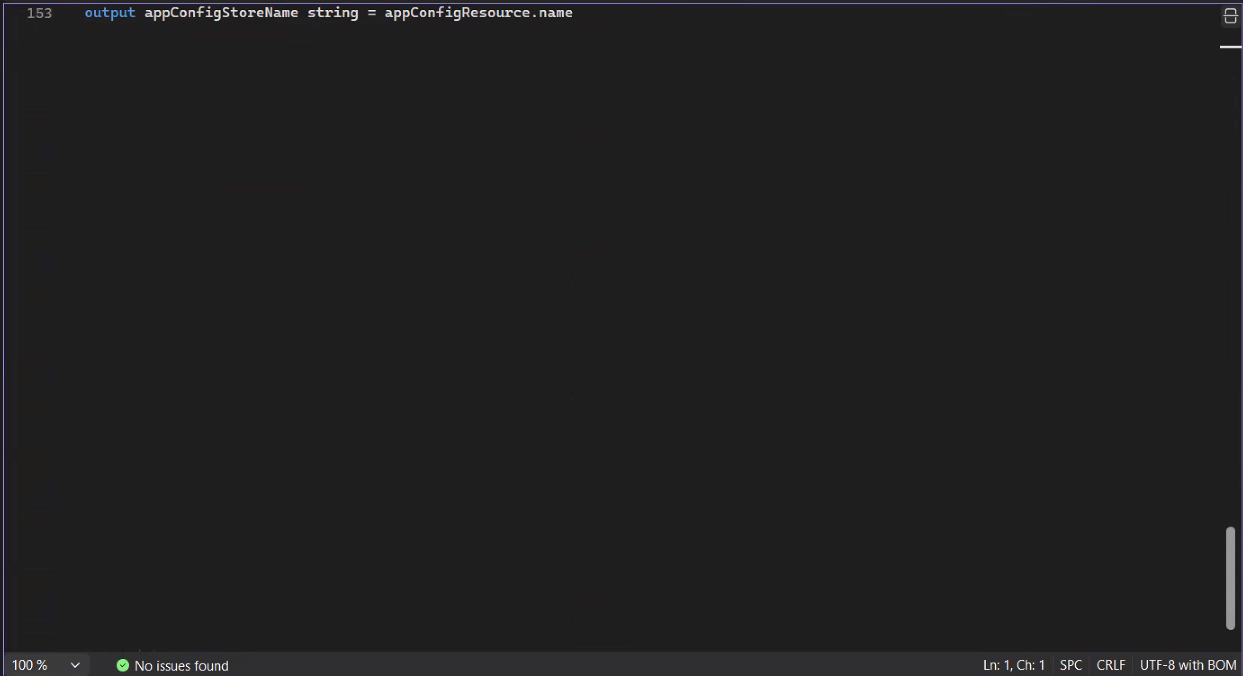 153 output appConfigStoreName string = appConfigResource.name
100 % No issues found Ln: 1, Ch: 1 SPC CRLF UTF-8 with BOM